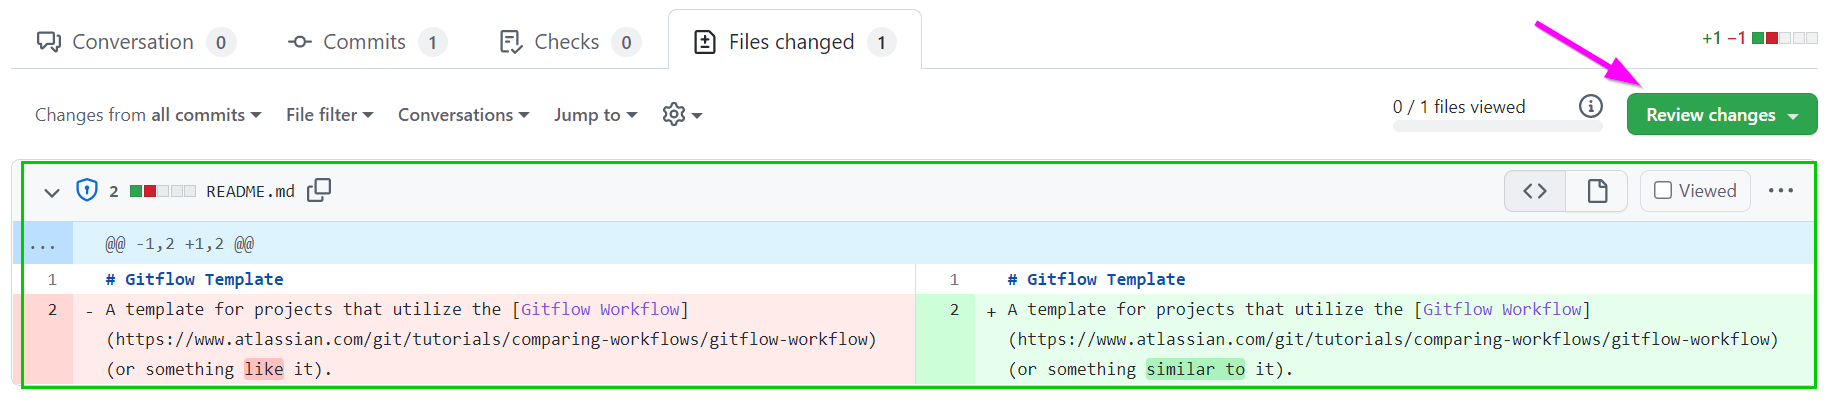 Conversation 0 Commits 1 Checks 0 Files changed 1 +1 −1
Changes from all commits File filter Conversations Jump to 0 / 1 files viewed Review changes
2 README.md Viewed
... @@ -1,2 +1,2 @@
1 # Gitflow Template
2 - A template for projects that utilize the [Gitflow Workflow]
(https://www.atlassian.com/git/tutorials/comparing-workflows/gitflow-workflow)
(or something like it).
1 # Gitflow Template
2 + A template for projects that utilize the [Gitflow Workflow]
(https://www.atlassian.com/git/tutorials/comparing-workflows/gitflow-workflow)
(or something similar to it).